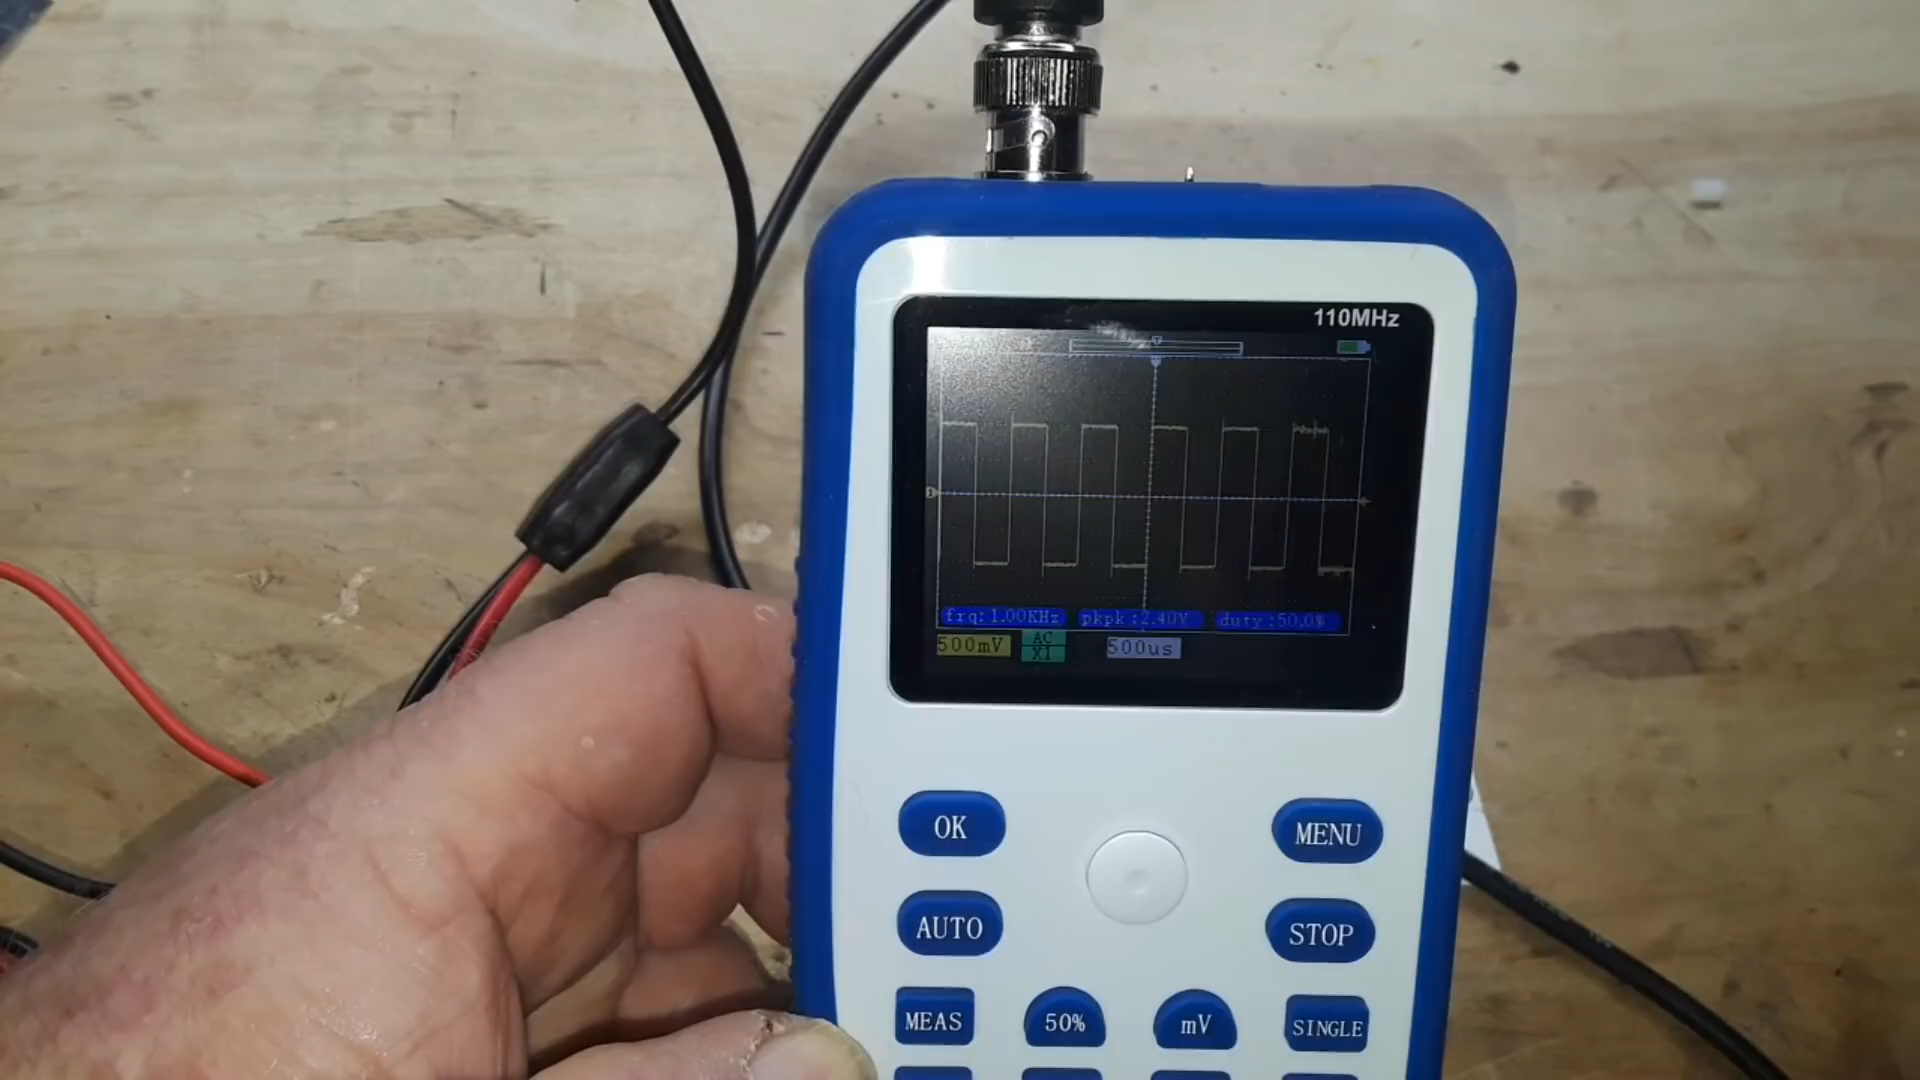 110MHz
frq:1.00KHz pkpk:2.40V duty:50.0%
500mV AC X1 500us
OK MENU
AUTO STOP
MEAS 50% mV SINGLE